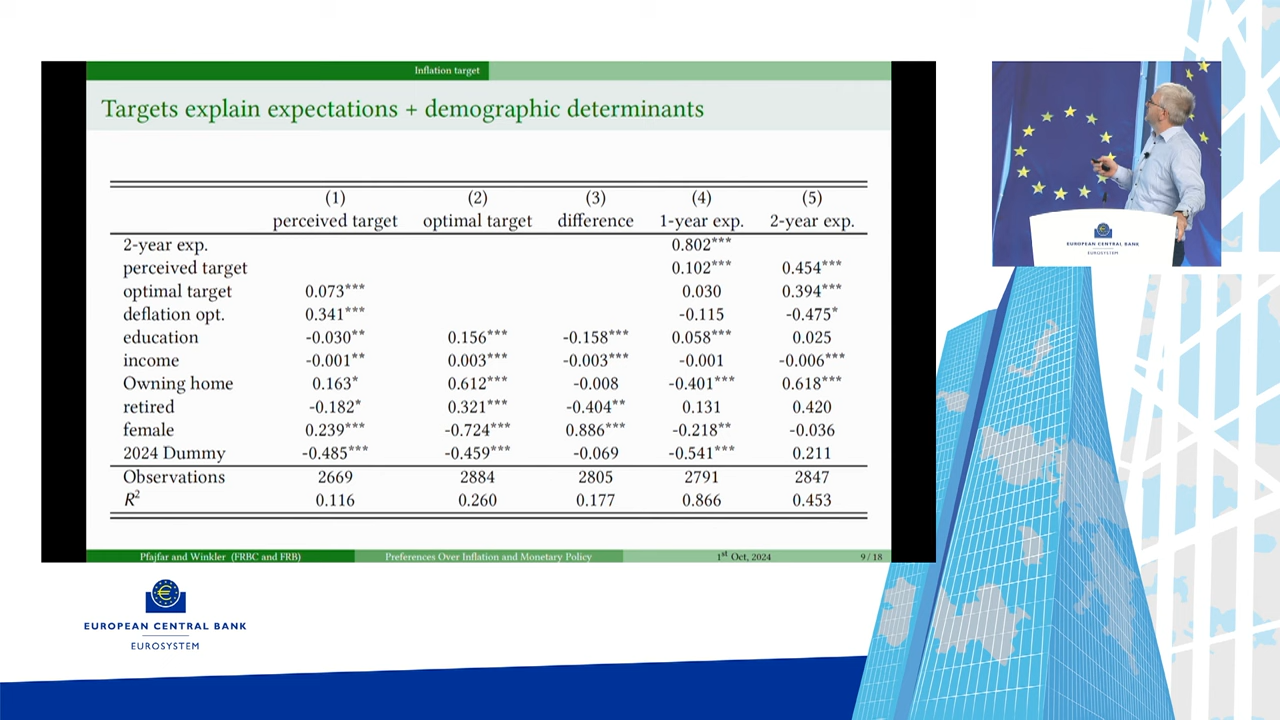 Inflation target
Targets explain expectations + demographic determinants
(1) (2) (3) (4) (5)
perceived target optimal target difference 1-year exp. 2-year exp.
2-year exp. 0.802***
perceived target 0.102*** 0.454***
optimal target 0.073*** 0.030 0.394***
deflation opt. 0.341*** -0.115 -0.475*
education -0.030** 0.156*** -0.158*** 0.058*** 0.025
income -0.001** 0.003*** -0.003*** -0.001 -0.006***
Owning home 0.163* 0.612*** -0.008 -0.401*** 0.618***
retired -0.182* 0.321*** -0.404** 0.131 0.420
female 0.239*** -0.724*** 0.886*** -0.218** -0.036
2024 Dummy -0.485*** -0.459*** -0.069 -0.541*** 0.211
Observations 2669 2884 2805 2791 2847
R² 0.116 0.260 0.177 0.866 0.453
Pfajfar and Winkler (FRBC and FRB) Preferences Over Inflation and Monetary Policy 1st Oct, 2024 9 / 18
EUROPEAN CENTRAL BANK
EUROSYSTEM
EUROPEAN CENTRAL BANK
EUROSYSTEM